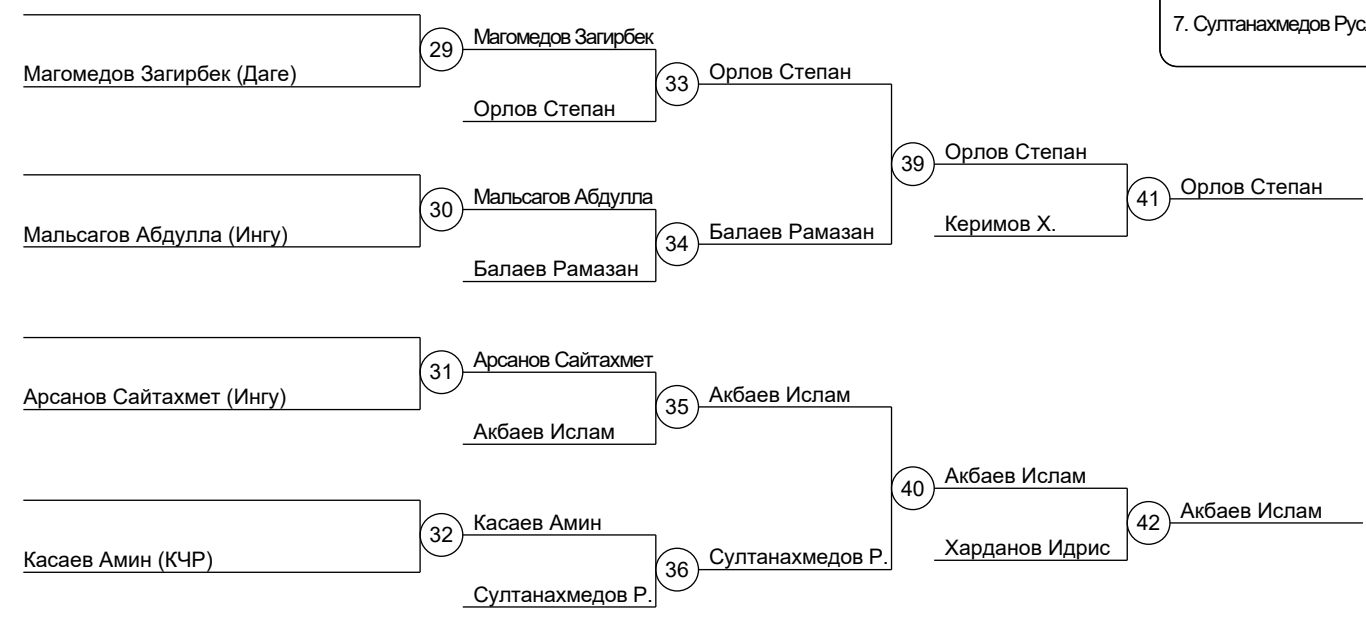 7. Султанахмедов Рус
29
Магомедов Загирбек
Магомедов Загирбек (Даге)
33
Орлов Степан
Орлов Степан
39
Орлов Степан
30
Мальсагов Абдулла
Мальсагов Абдулла (Ингу)
34
Балаев Рамазан
Балаев Рамазан
Керимов Х.
41
Орлов Степан
31
Арсанов Сайтахмет
Арсанов Сайтахмет (Ингу)
35
Акбаев Ислам
Акбаев Ислам
40
Акбаев Ислам
32
Касаев Амин
Касаев Амин (КЧР)
36
Султанахмедов Р.
Султанахмедов Р.
Харданов Идрис
42
Акбаев Ислам